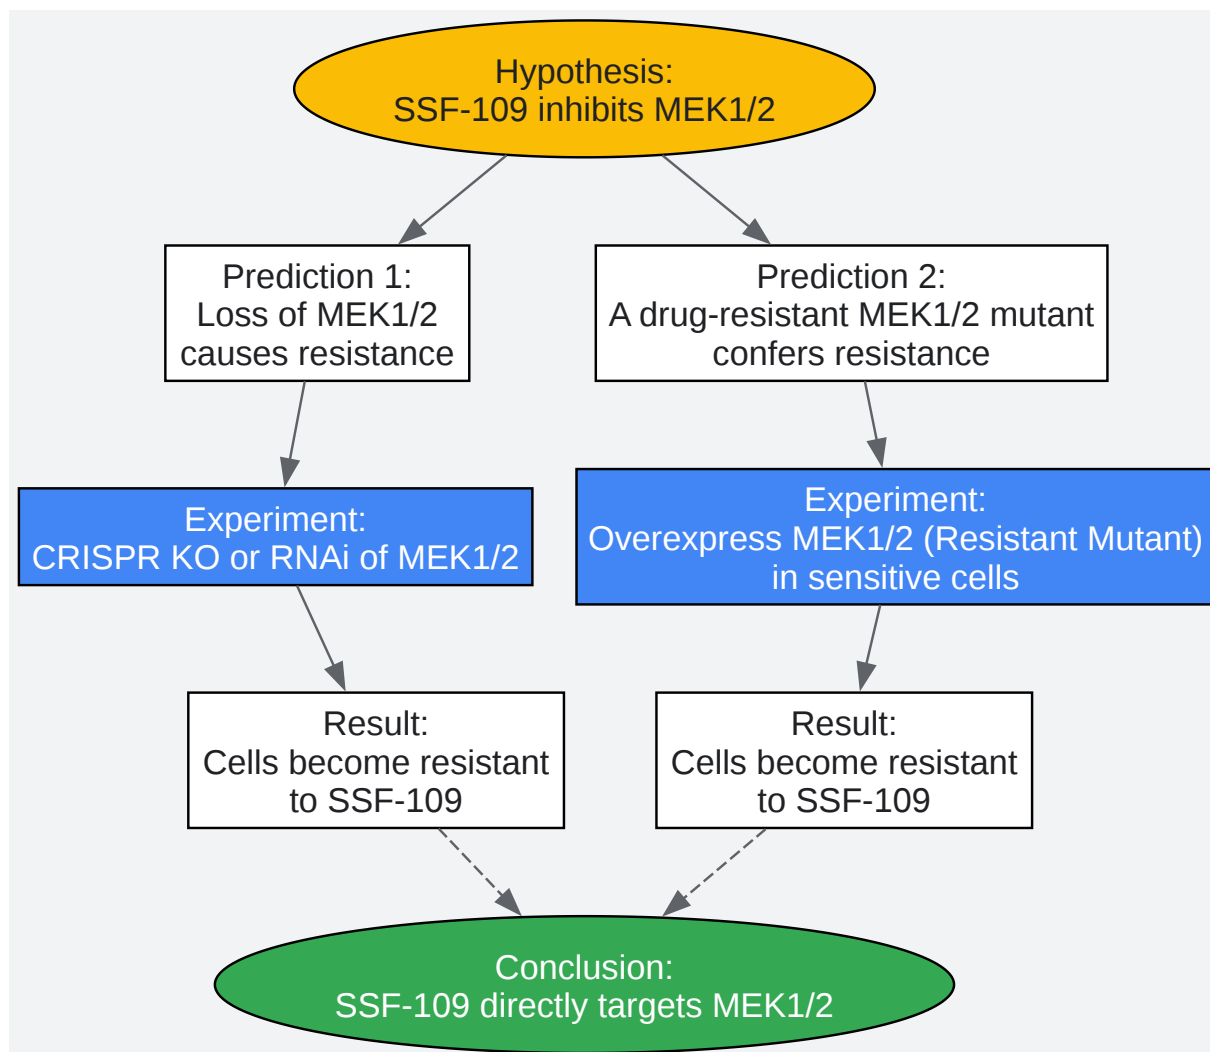 Hypothesis:
SSF-109 inhibits MEK1/2
Prediction 1:
Loss of MEK1/2
causes resistance
Prediction 2:
A drug-resistant MEK1/2 mutant
confers resistance
Experiment:
CRISPR KO or RNAi of MEK1/2
Experiment:
Overexpress MEK1/2 (Resistant Mutant)
in sensitive cells
Result:
Cells become resistant
to SSF-109
Result:
Cells become resistant
to SSF-109
Conclusion:
SSF-109 directly targets MEK1/2